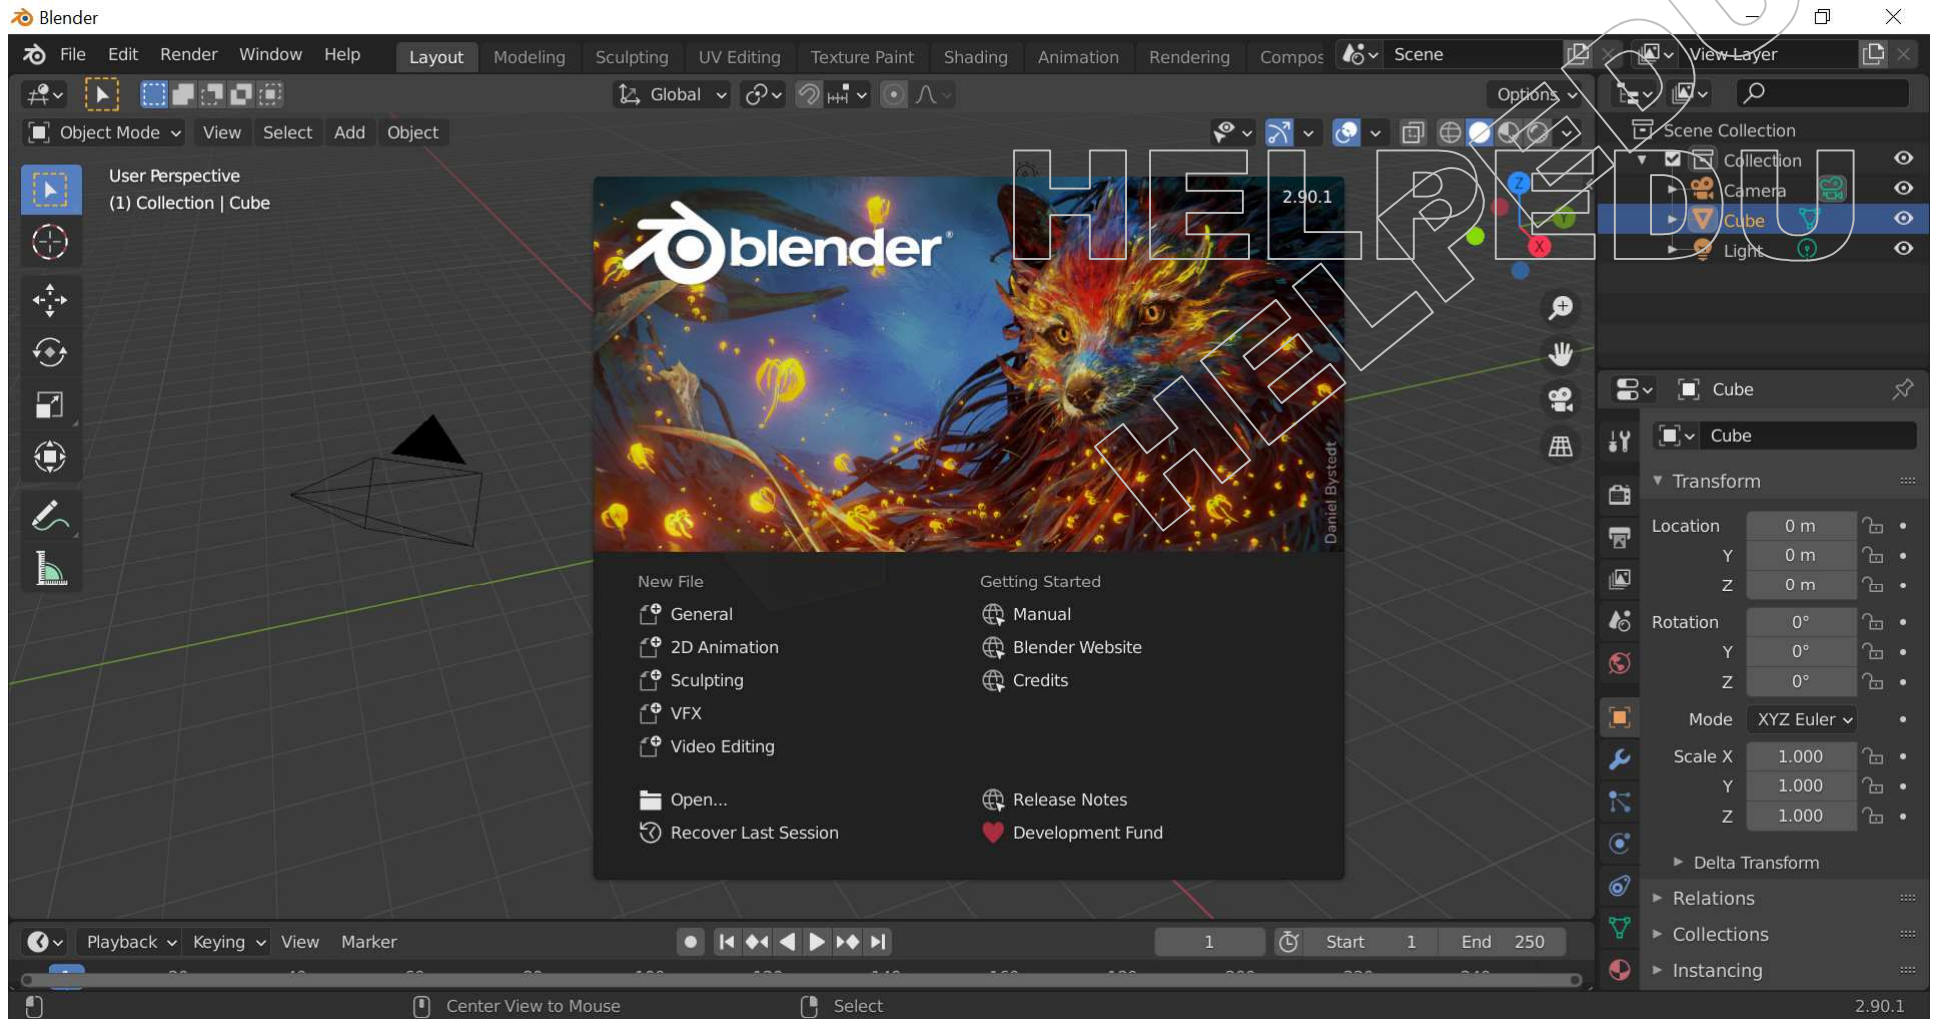 Blender
File Edit Render Window Help Layout Modeling Sculpting UV Editing Texture Paint Shading Animation Rendering Compos Scene View Layer
Global Options
Object Mode View Select Add Object
Scene Collection
Collection
Camera
Cube
Light
User Perspective
(1) Collection | Cube
2.90.1
blender
Z
Y
X
HELPEDU
HELPEDU
Daniel Bystedt
New File
General
2D Animation
Sculpting
VFX
Video Editing
Open...
Recover Last Session
Getting Started
Manual
Blender Website
Credits
Release Notes
Development Fund
Cube
Cube
Transform
Location 0 m
Y 0 m
Z 0 m
Rotation 0°
Y 0°
Z 0°
Mode XYZ Euler
Scale X 1.000
Y 1.000
Z 1.000
Delta Transform
Relations
Collections
Instancing
Playback Keying View Marker 1 Start 1 End 250
Center View to Mouse Select 2.90.1